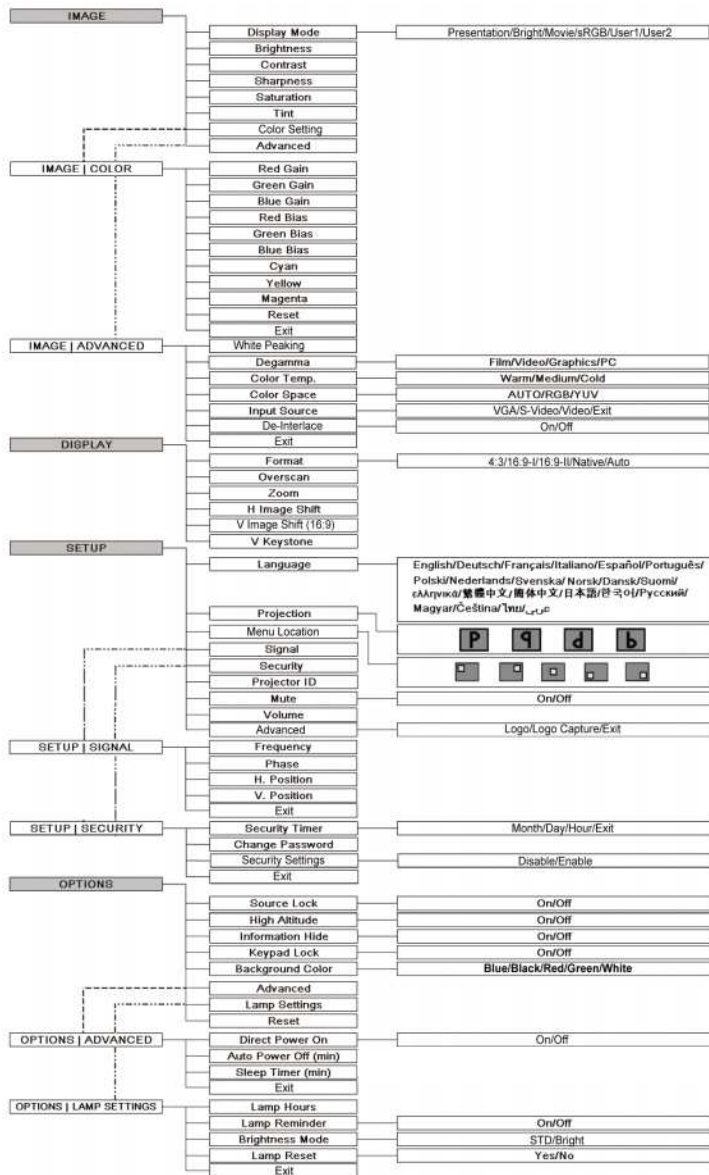 IMAGE
Display Mode Presentation/Bright/Movie/sRGB/User1/User2
Brightness
Contrast
Sharpness
Saturation
Tint
Color Setting
Advanced
IMAGE | COLOR Red Gain
Green Gain
Blue Gain
Red Bias
Green Bias
Blue Bias
Cyan
Yellow
Magenta
Reset
Exit
IMAGE | ADVANCED White Peaking
Degamma Film/Video/Graphics/PC
Color Temp. Warm/Medium/Cold
Color Space AUTO/RGB/YUV
Input Source VGA/S-Video/Video/Exit
De-Interlace On/Off
Exit
DISPLAY
Format 4:3/16:9-I/16:9-II/Native/Auto
Overscan
Zoom
H Image Shift
V Image Shift (16:9)
V Keystone
SETUP
Language English/Deutsch/Français/Italiano/Español/Português/
Polski/Nederlands/Svenska/ Norsk/Dansk/Suomi/
ελληνικά/繁體中文/簡体中文/日本語/한국어/Русский/
Magyar/Čeština/ไทย/عربي
Projection P P P P
Menu Location
Signal
Security
Projector ID
Mute On/Off
Volume
Advanced Logo/Logo Capture/Exit
SETUP | SIGNAL Frequency
Phase
H. Position
V. Position
Exit
SETUP | SECURITY Security Timer Month/Day/Hour/Exit
Change Password
Security Settings Disable/Enable
Exit
OPTIONS
Source Lock On/Off
High Altitude On/Off
Information Hide On/Off
Keypad Lock On/Off
Background Color Blue/Black/Red/Green/White
Advanced
Lamp Settings
Reset
OPTIONS | ADVANCED Direct Power On On/Off
Auto Power Off (min)
Sleep Timer (min)
Exit
OPTIONS | LAMP SETTINGS Lamp Hours
Lamp Reminder On/Off
Brightness Mode STD/Bright
Lamp Reset Yes/No
Exit